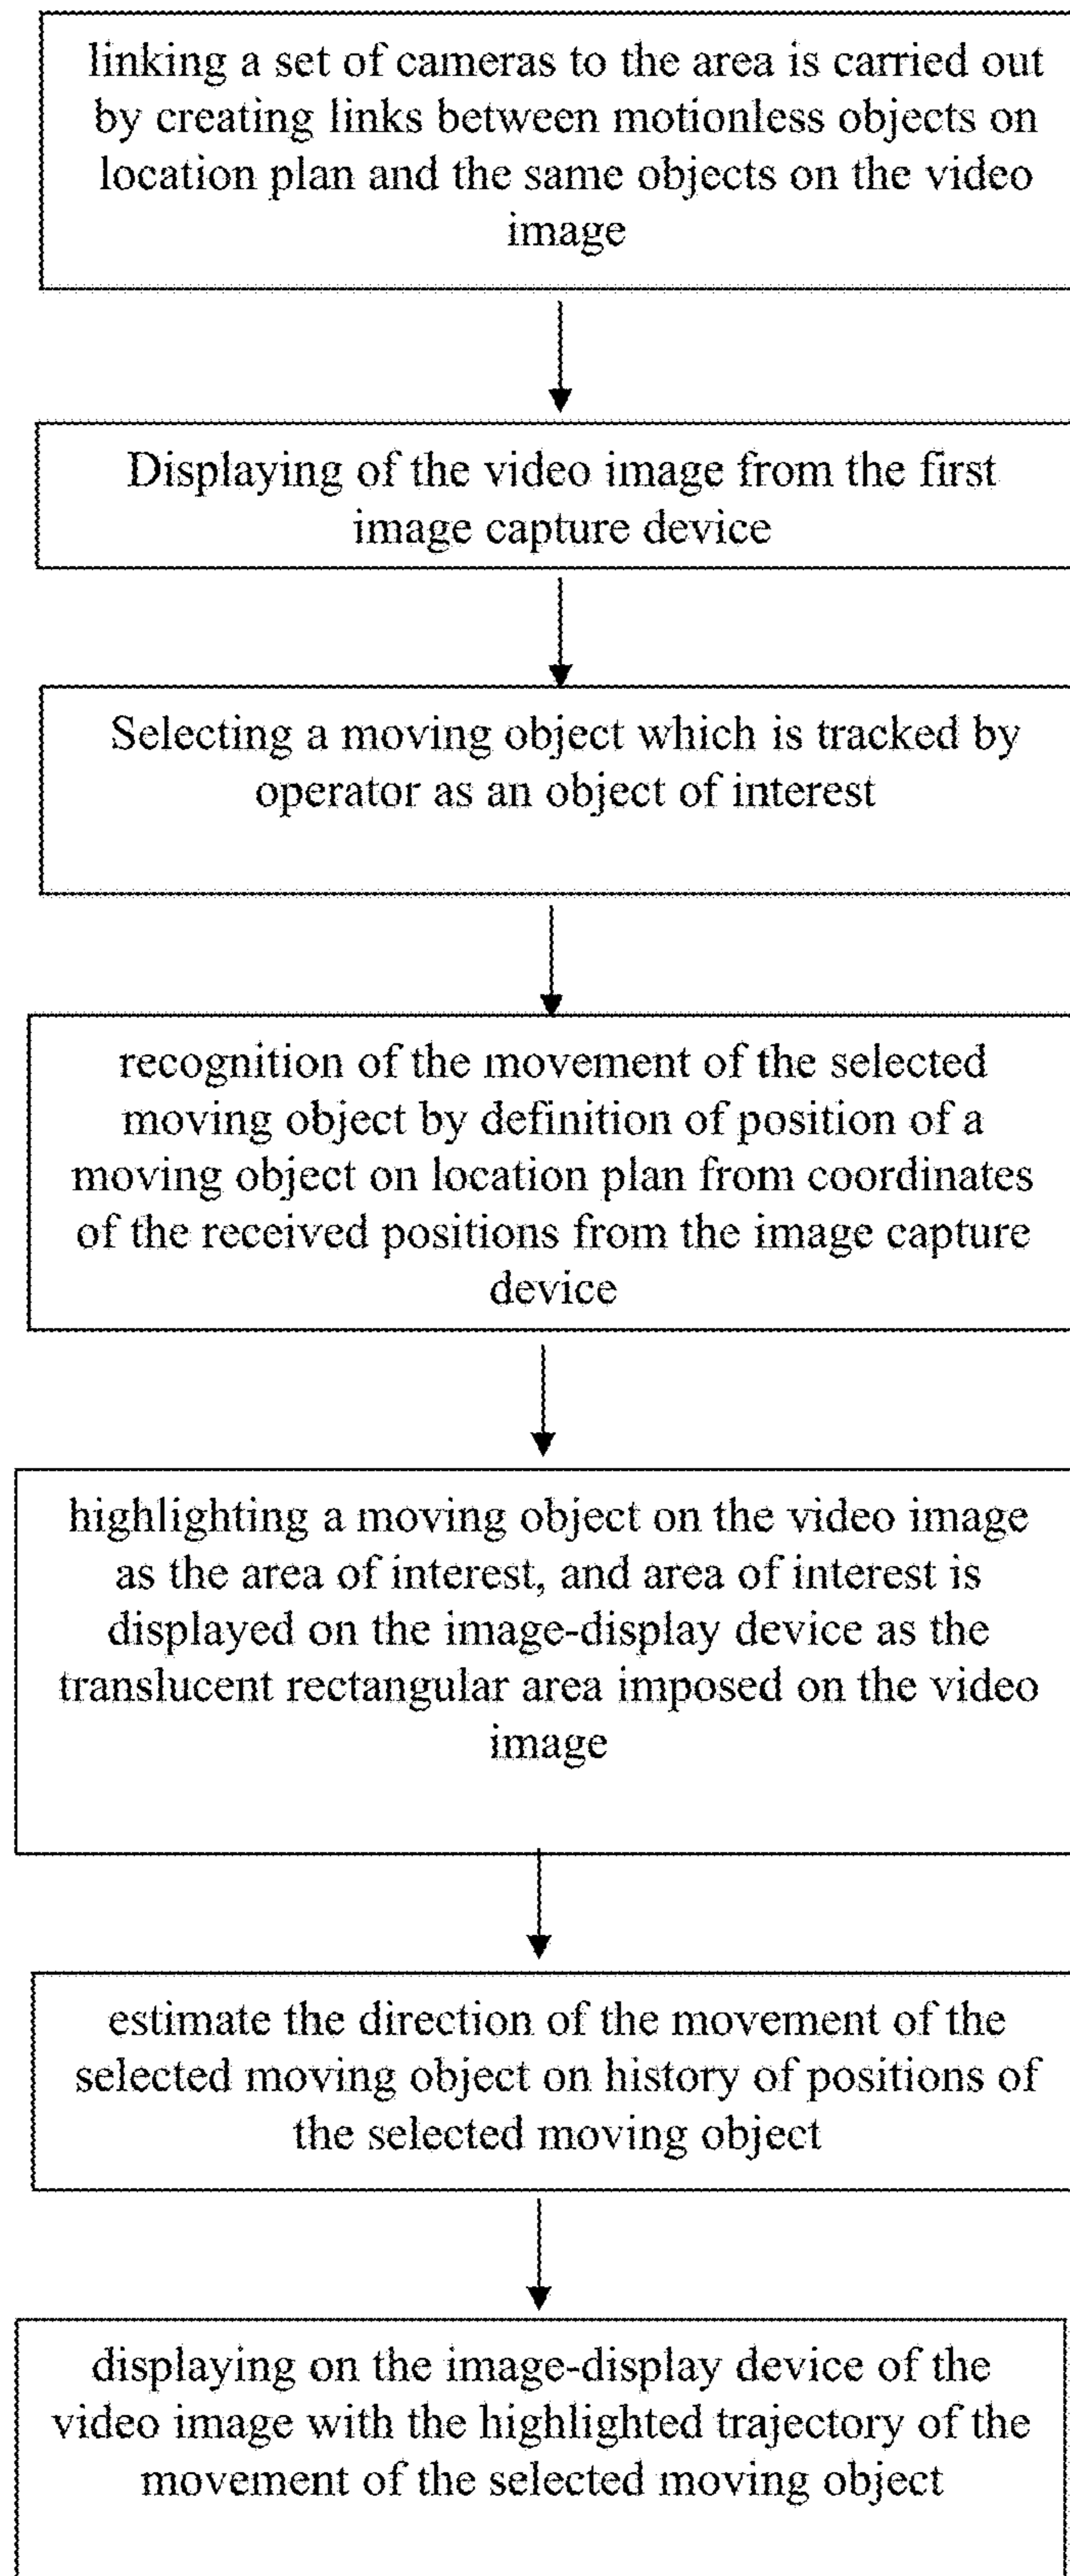 linking a set of cameras to the area is carried out
by creating links between motionless objects on
location plan and the same objects on the video
image
Displaying of the video image from the first
image capture device
Selecting a moving object which is tracked by
operator as an object of interest
recognition of the movement of the selected
moving object by definition of position of a
moving object on location plan from coordinates
of the received positions from the image capture
device
highlighting a moving object on the video image
as the area of interest, and area of interest is
displayed on the image-display device as the
translucent rectangular area imposed on the video
image
estimate the direction of the movement of the
selected moving object on history of positions of
the selected moving object
displaying on the image-display device of the
video image with the highlighted trajectory of the
movement of the selected moving object